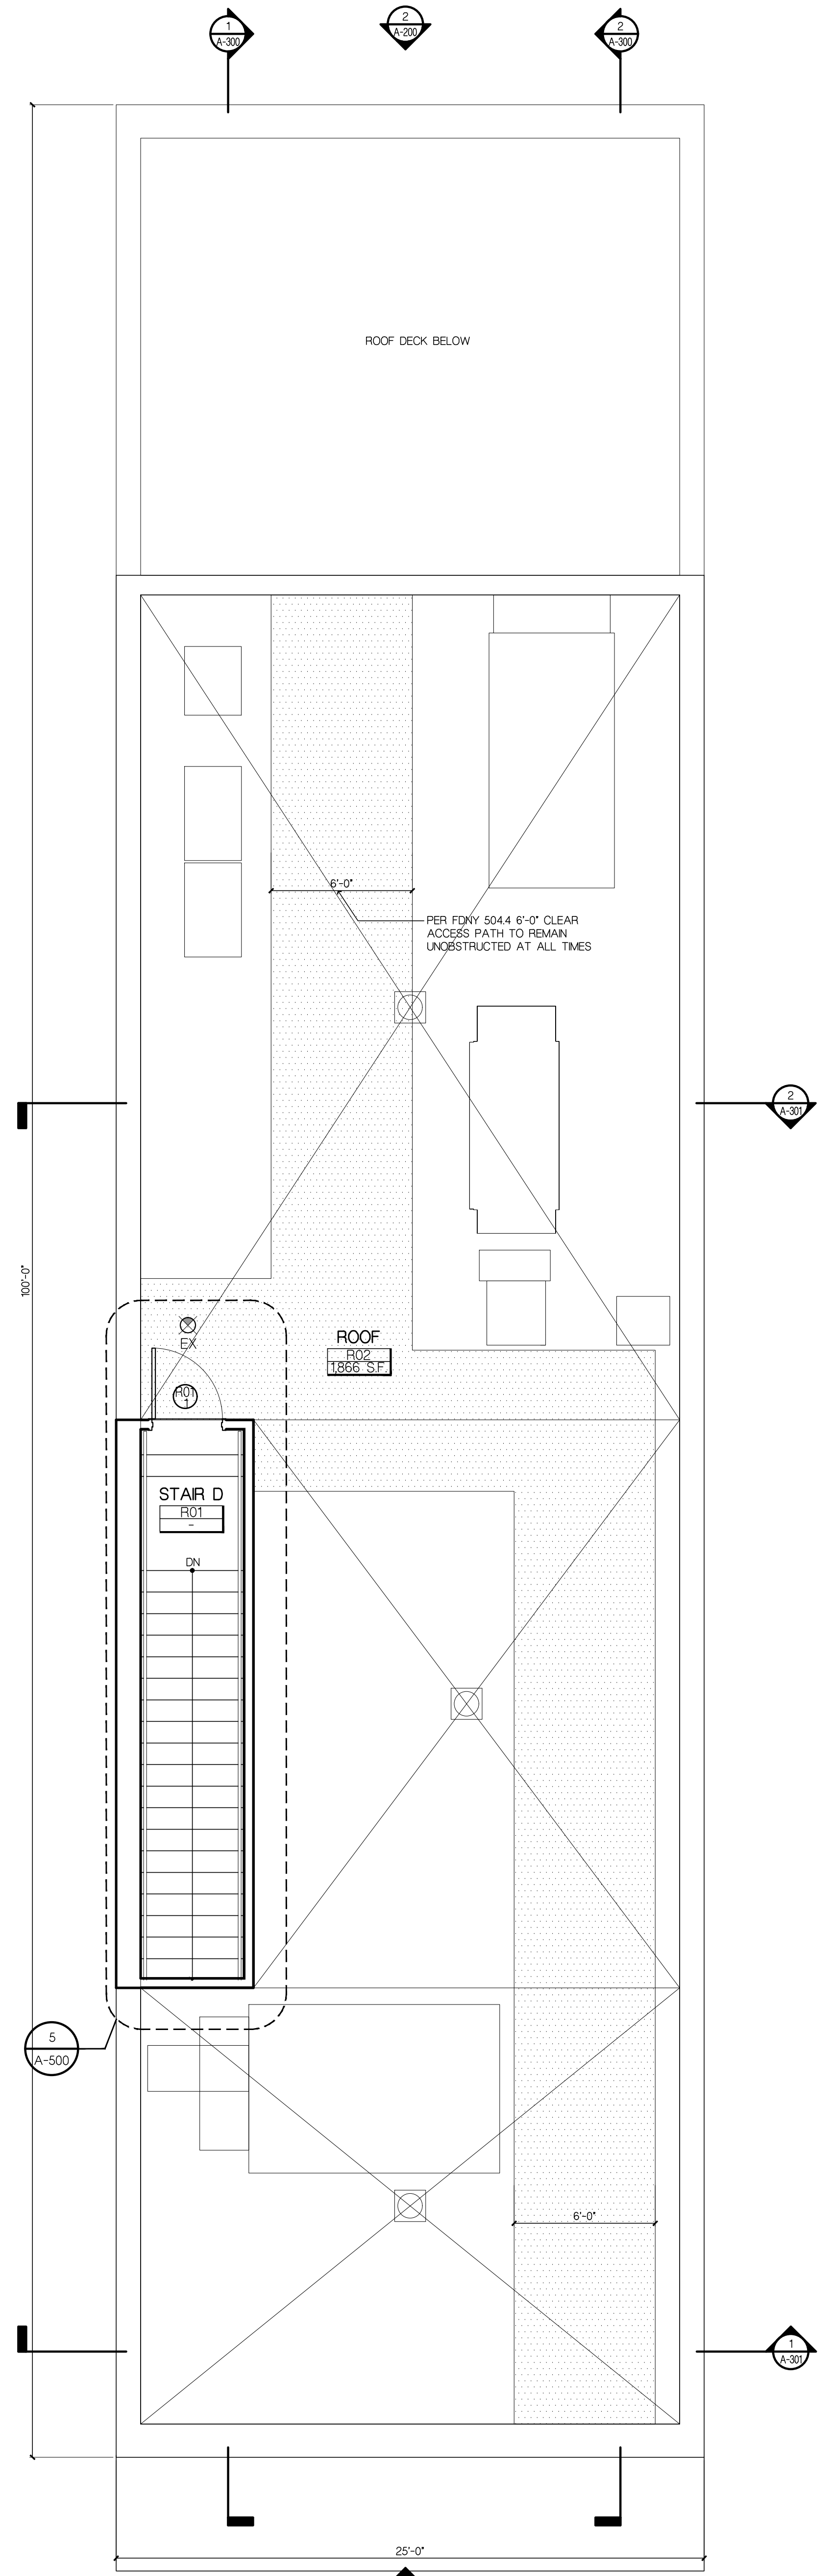 1
A-300
2
A-200
2
A-300
ROOF DECK BELOW
6'-0"
PER FDNY 504.4 6'-0" CLEAR
ACCESS PATH TO REMAIN
UNOBSTRUCTED AT ALL TIMES
2
A-301
100'-0"
EX
ROOF
R02
1,866 S.F.
R01
1
STAIR D
R01
-
DN
5
A-500
6'-0"
1
A-301
25'-0"